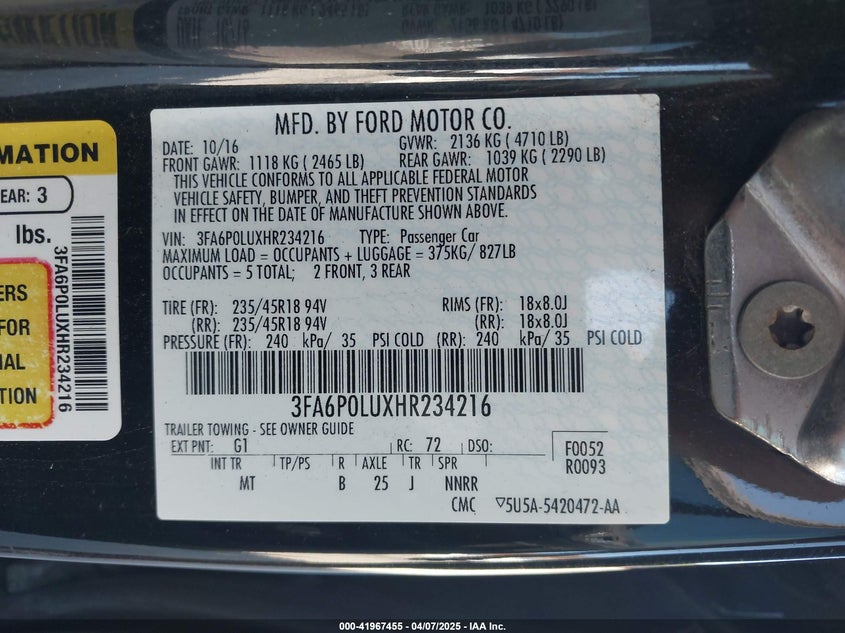 MATION
EAR: 3
lbs.
ERS
FOR
IAL
TION
3FA6P0LUXHR234216
MFD. BY FORD MOTOR CO.
DATE: 10/16 GVWR: 2136 KG ( 4710 LB)
FRONT GAWR: 1118 KG ( 2465 LB) REAR GAWR: 1039 KG ( 2290 LB)
THIS VEHICLE CONFORMS TO ALL APPLICABLE FEDERAL MOTOR
VEHICLE SAFETY, BUMPER, AND THEFT PREVENTION STANDARDS
IN EFFECT ON THE DATE OF MANUFACTURE SHOWN ABOVE.
VIN: 3FA6P0LUXHR234216 TYPE: Passenger Car
MAXIMUM LOAD = OCCUPANTS + LUGGAGE = 375KG/ 827LB
OCCUPANTS = 5 TOTAL; 2 FRONT, 3 REAR
TIRE (FR): 235/45R18 94V RIMS (FR): 18x8.0J
(RR): 235/45R18 94V (RR): 18x8.0J
PRESSURE (FR): 240 kPa/ 35 PSI COLD (RR): 240 kPa/ 35 PSI COLD
3FA6P0LUXHR234216
TRAILER TOWING - SEE OWNER GUIDE
EXT PNT: G1 RC: 72 DSO: F0052
INT TR TP/PS R AXLE TR SPR R0093
MT B 25 J NNRR
CMC ▽5U5A-5420472-AA
000-41967455 - 04/07/2025 - IAA Inc.